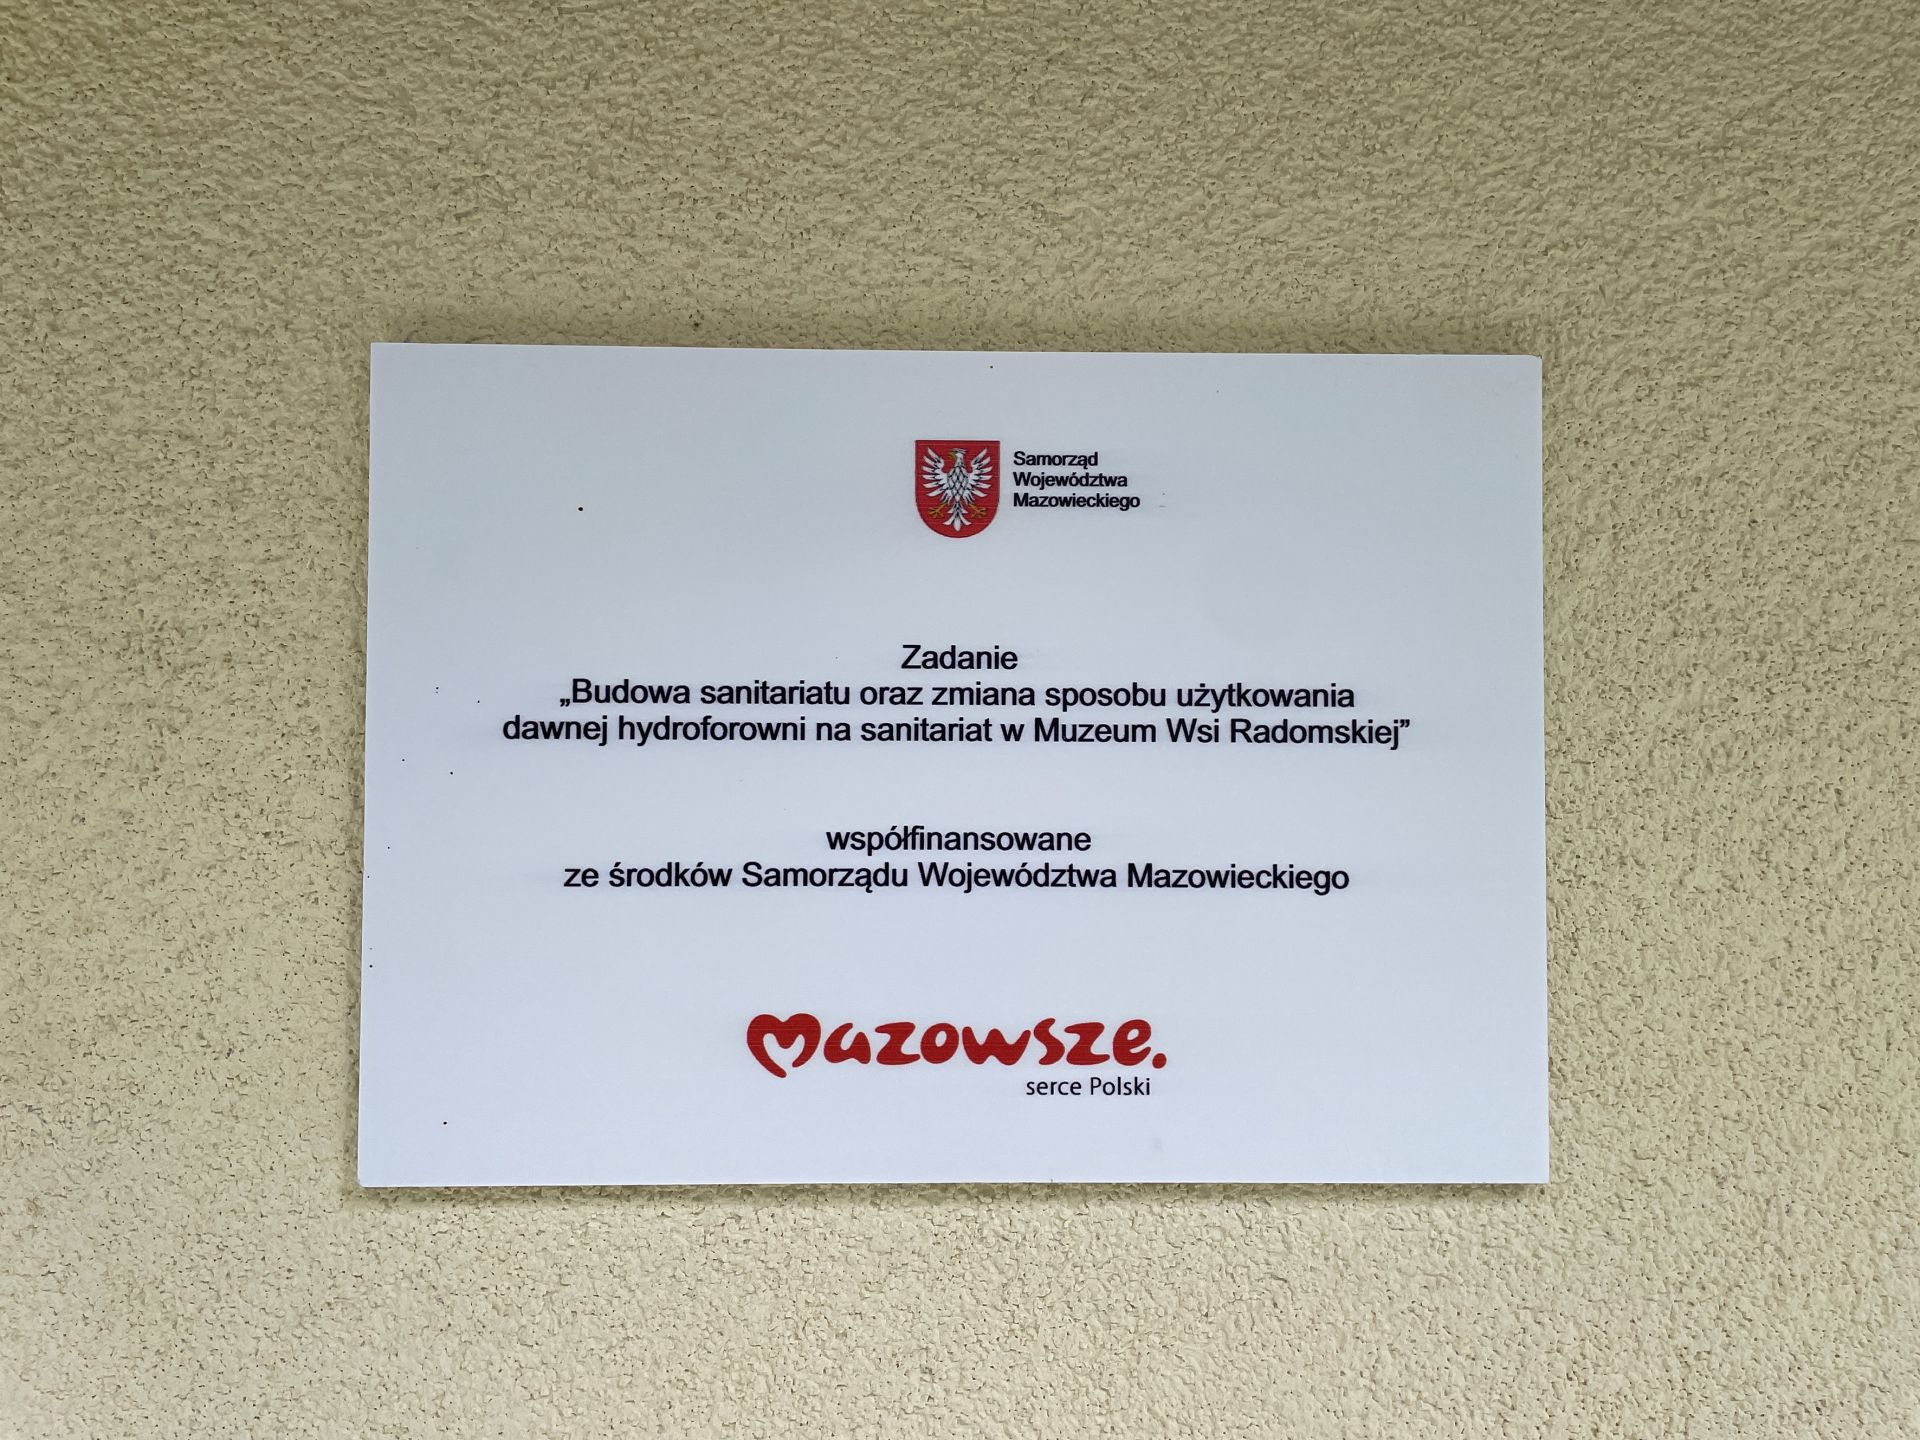 Samorząd
Województwa
Mazowieckiego
Zadanie
„Budowa sanitariatu oraz zmiana sposobu użytkowania
dawnej hydroforowni na sanitariat w Muzeum Wsi Radomskiej”
współfinansowane
ze środków Samorządu Województwa Mazowieckiego
Mazowsze.
serce Polski